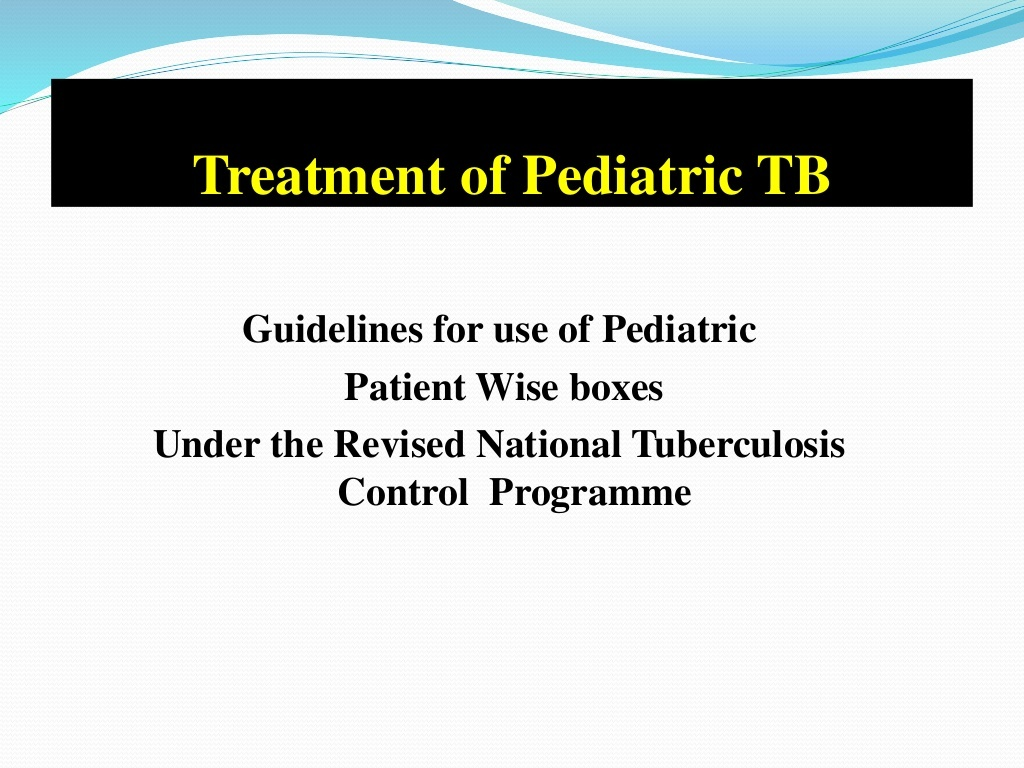 Treatment of Pediatric TB
Guidelines for use of Pediatric
Patient Wise boxes
Under the Revised National Tuberculosis
Control  Programme